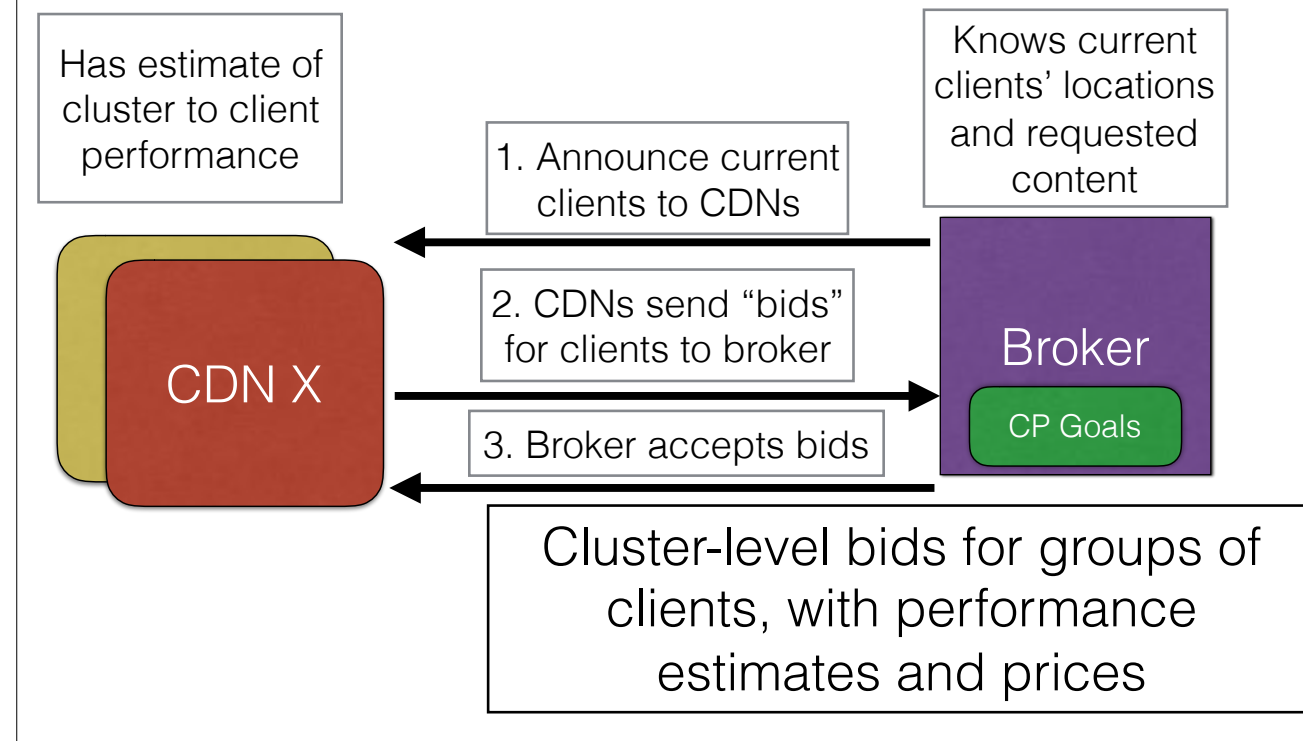 Has estimate of
cluster to client
performance
Knows current
clients’ locations
and requested
content
1. Announce current
clients to CDNs
2. CDNs send “bids”
for clients to broker
3. Broker accepts bids
CDN X
Broker
CP Goals
Cluster-level bids for groups of
clients, with performance
estimates and prices